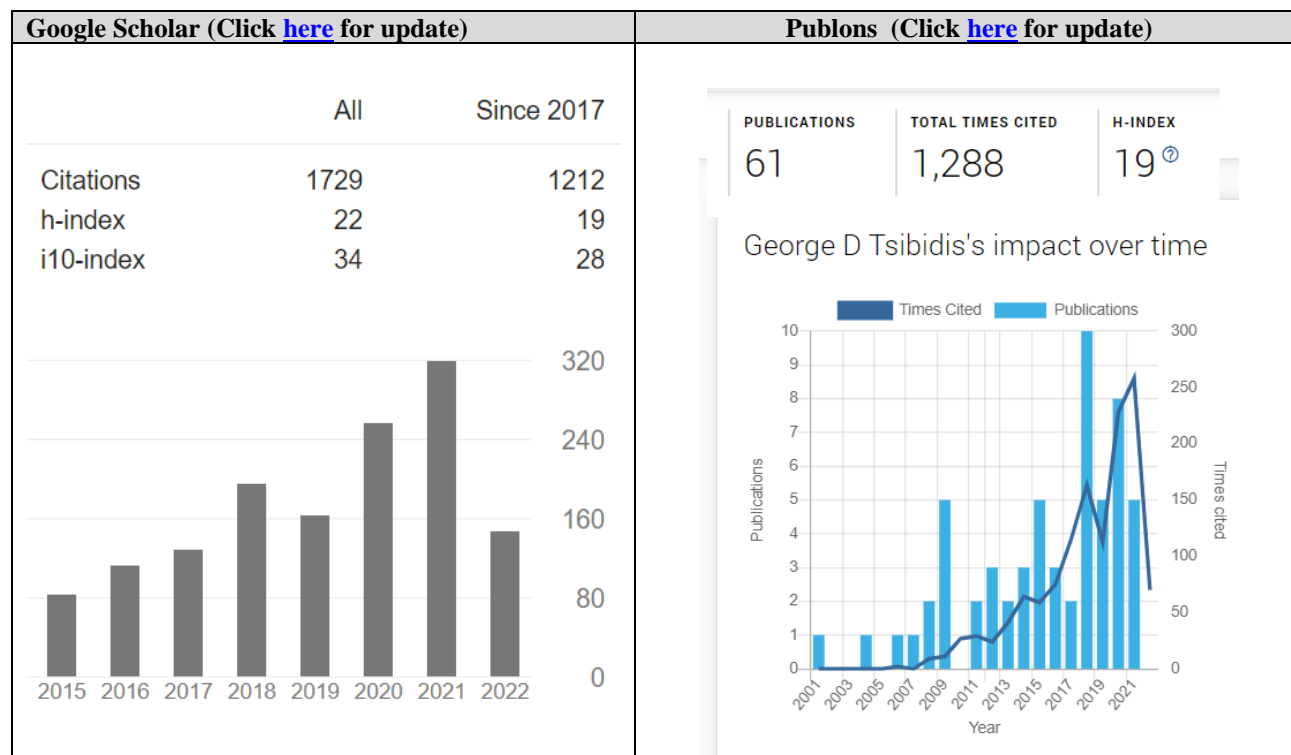 Google Scholar (Click here for update)
Publons (Click here for update)
All Since 2017
Citations 1729 1212
h-index 22 19
i10-index 34 28
320
240
160
80
0
2015 2016 2017 2018 2019 2020 2021 2022
PUBLICATIONS TOTAL TIMES CITED H-INDEX
61 1,288 19 ?
George D Tsibidis's impact over time
Times Cited Publications
10 300
9
8 250
7
200
6
5 150
4
100
3
2 50
1
0 0
Publications
Times cited
2001 2003 2005 2007 2009 2011 2013 2015 2017 2019 2021
Year